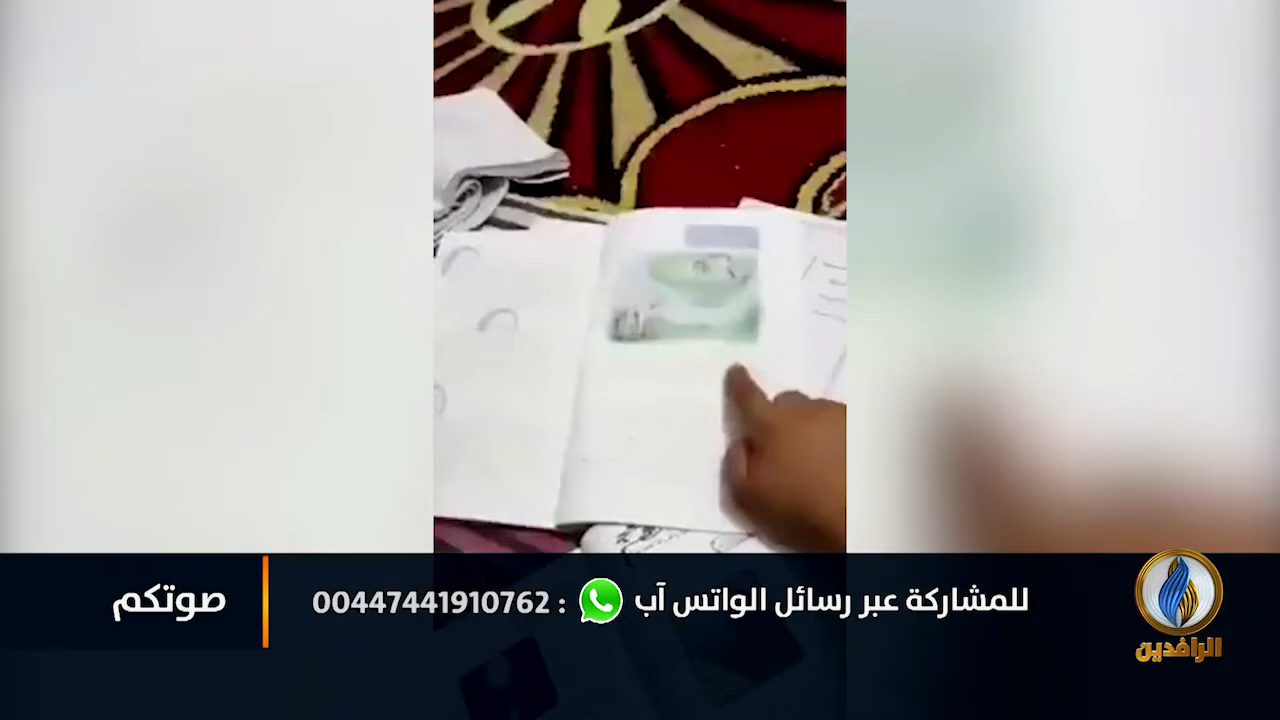 للمشاركة عبر رسائل الواتس آب : 00447441910762
صوتكم
الرافدين